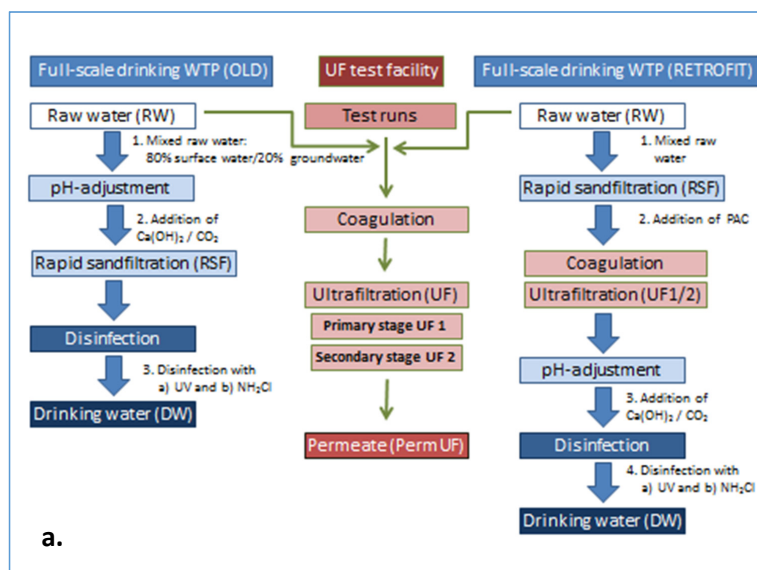 Full-scale drinking WTP (OLD)
Raw water (RW)
1. Mixed raw water:
80% surface water/20% groundwater
pH-adjustment
2. Addition of
Ca(OH)₂ / CO₂
Rapid sandfiltration (RSF)
Disinfection
3. Disinfection with
a) UV and b) NH₂Cl
Drinking water (DW)
UF test facility
Test runs
Coagulation
Ultrafiltration (UF)
Primary stage UF 1
Secondary stage UF 2
Permeate (Perm UF)
Full-scale drinking WTP (RETROFIT)
Raw water (RW)
1. Mixed raw
water
Rapid sandfiltration (RSF)
2. Addition of PAC
Coagulation
Ultrafiltration (UF1/2)
pH-adjustment
3. Addition of
Ca(OH)₂ / CO₂
Disinfection
4. Disinfection with
a) UV and b) NH₂Cl
Drinking water (DW)
a.